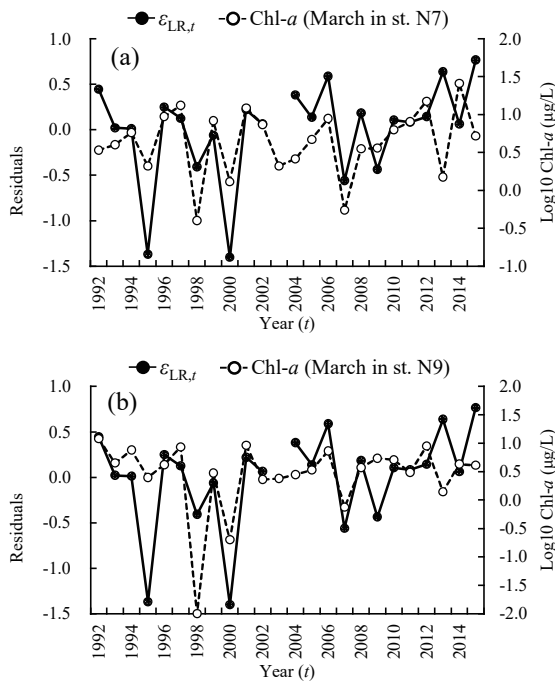 ε_LR,t Chl-a (March in st. N7)
(a)
1.0
0.5
0.0
-0.5
-1.0
-1.5
Residuals
2.0
1.5
1.0
0.5
0.0
-0.5
-1.0
Log10 Chl-a (µg/L)
1992 1994 1996 1998 2000 2002 2004 2006 2008 2010 2012 2014
Year (t)
ε_LR,t Chl-a (March in st. N9)
(b)
1.0
0.5
0.0
-0.5
-1.0
-1.5
Residuals
2.0
1.5
1.0
0.5
0.0
-0.5
-1.0
-1.5
-2.0
Log10 Chl-a (µg/L)
1992 1994 1996 1998 2000 2002 2004 2006 2008 2010 2012 2014
Year (t)